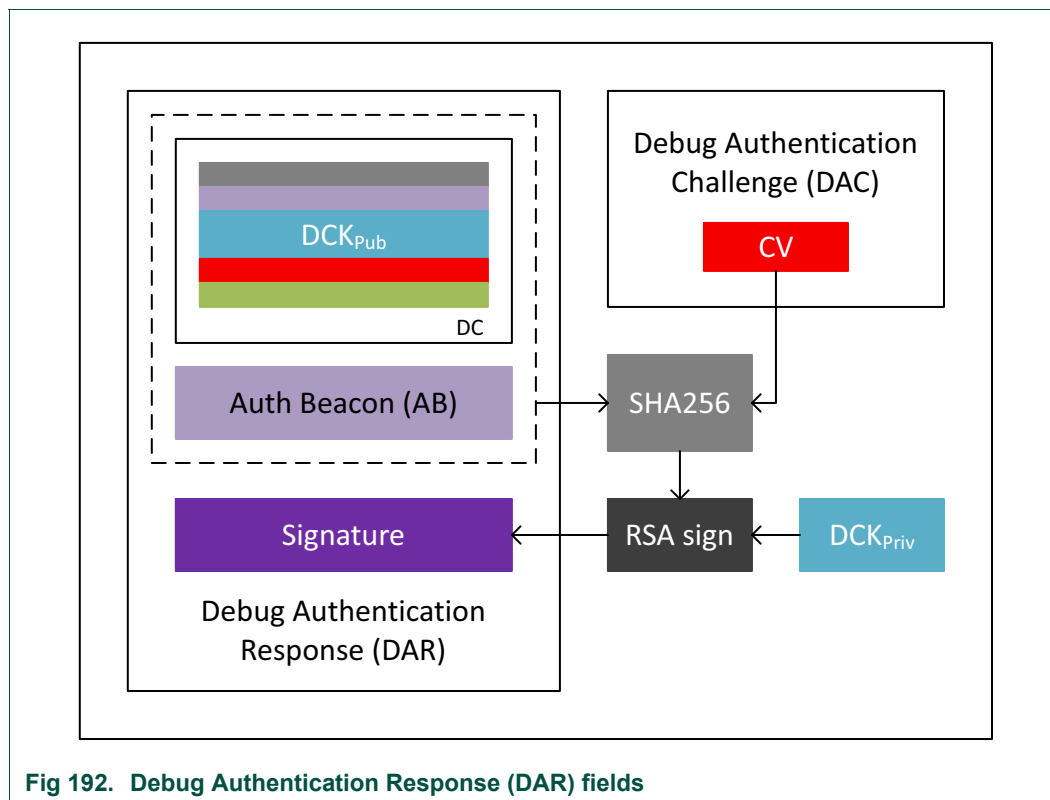 DCKPub
DC
Auth Beacon (AB)
Signature
Debug Authentication
Response (DAR)
Debug Authentication
Challenge (DAC)
CV
SHA256
RSA sign
DCKPriv
Fig 192. Debug Authentication Response (DAR) fields